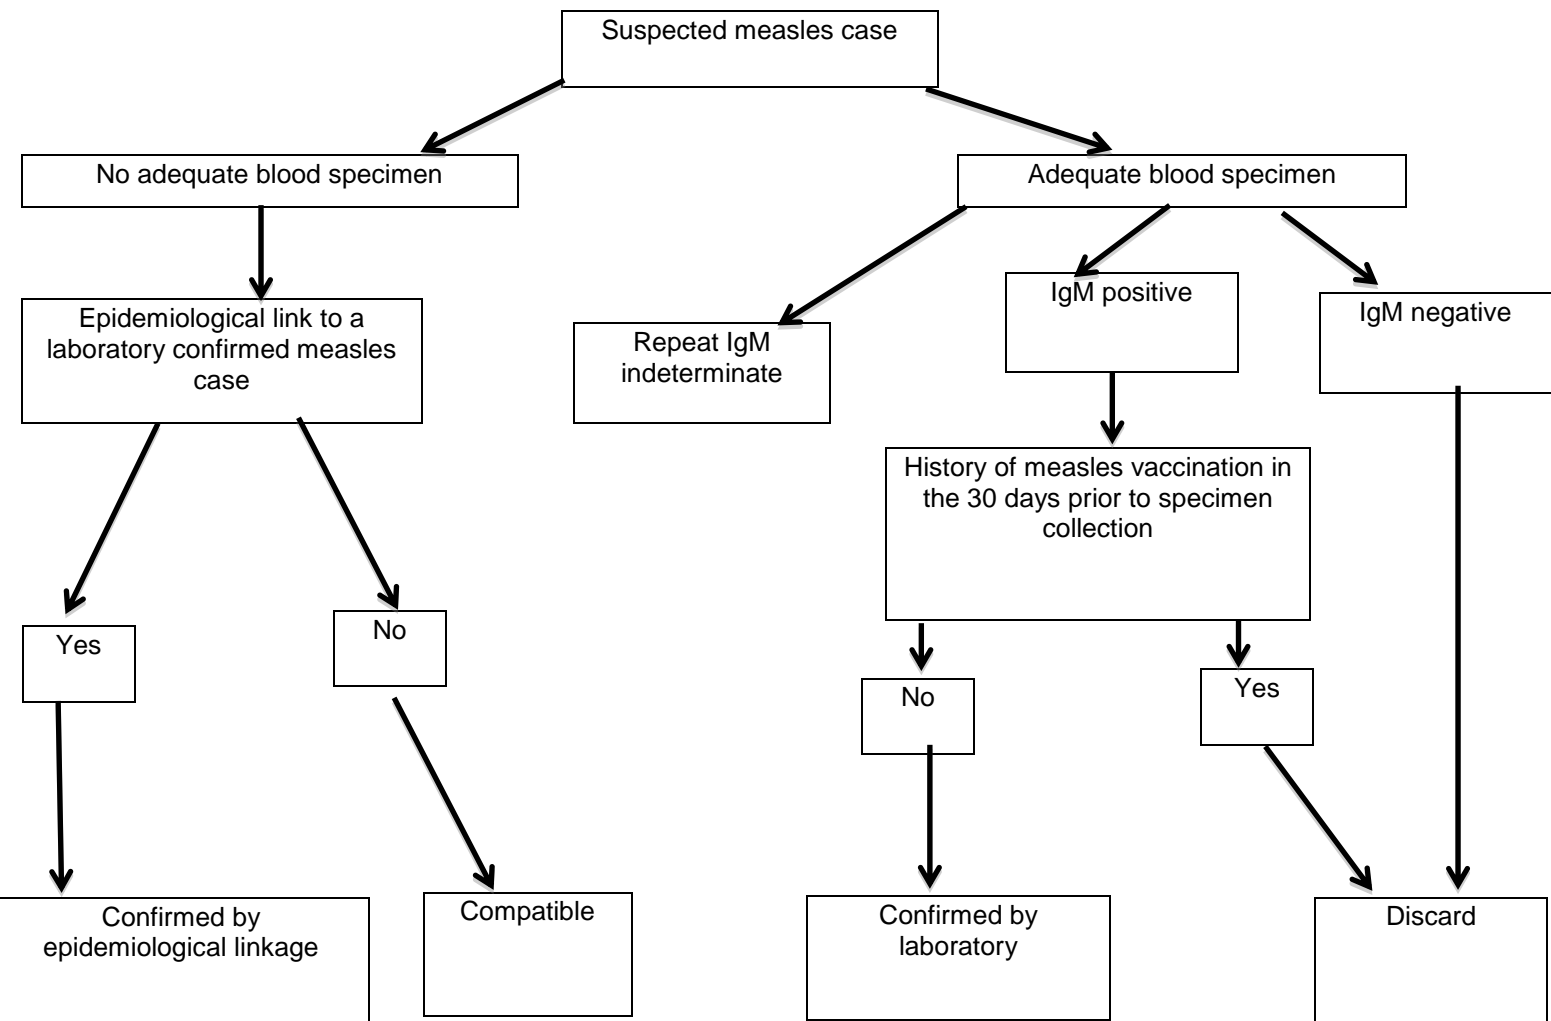 Suspected measles case
No adequate blood specimen
Adequate blood specimen
Epidemiological link to a
laboratory confirmed measles
case
Repeat IgM
indeterminate
IgM positive
IgM negative
History of measles vaccination in
the 30 days prior to specimen
collection
Yes
No
No
Yes
Confirmed by
epidemiological linkage
Compatible
Confirmed by
laboratory
Discard